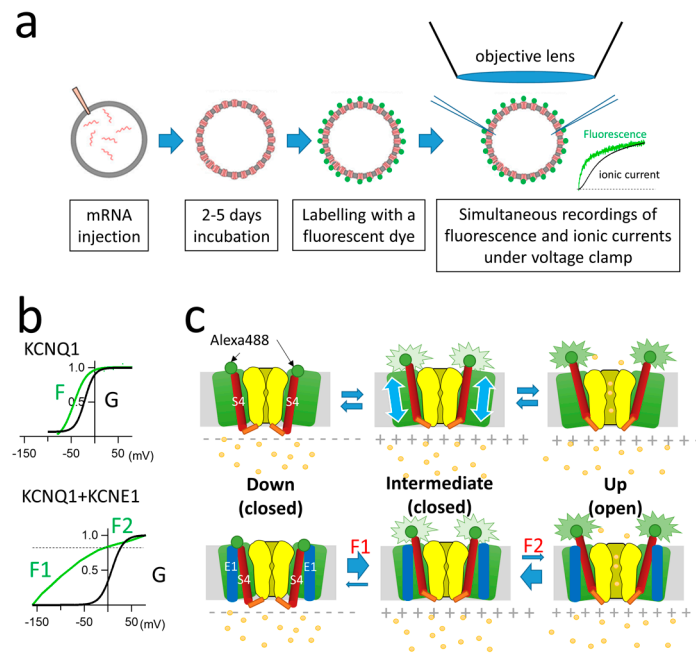 a
objective lens
Fluorescence
ionic current
mRNA
injection
2-5 days
incubation
Labelling with a
fluorescent dye
Simultaneous recordings of
fluorescence and ionic currents
under voltage clamp
b
KCNQ1
1.0
F
0.5
G
-150
-50
50
(mV)
KCNQ1+KCNE1
F2
1.0
F1
0.5
G
-150
-50
50
(mV)
c
Alexa488
S4
S4
- - - - - - - - - - - - - -
+ + + + + + + + + +
+ + + + + + + + + +
Down
(closed)
Intermediate
(closed)
Up
(open)
E1
S4
S4
E1
F1
F2
- - - - - - - - - - - - - -
+ + + + + + + + + +
+ + + + + + + + + +